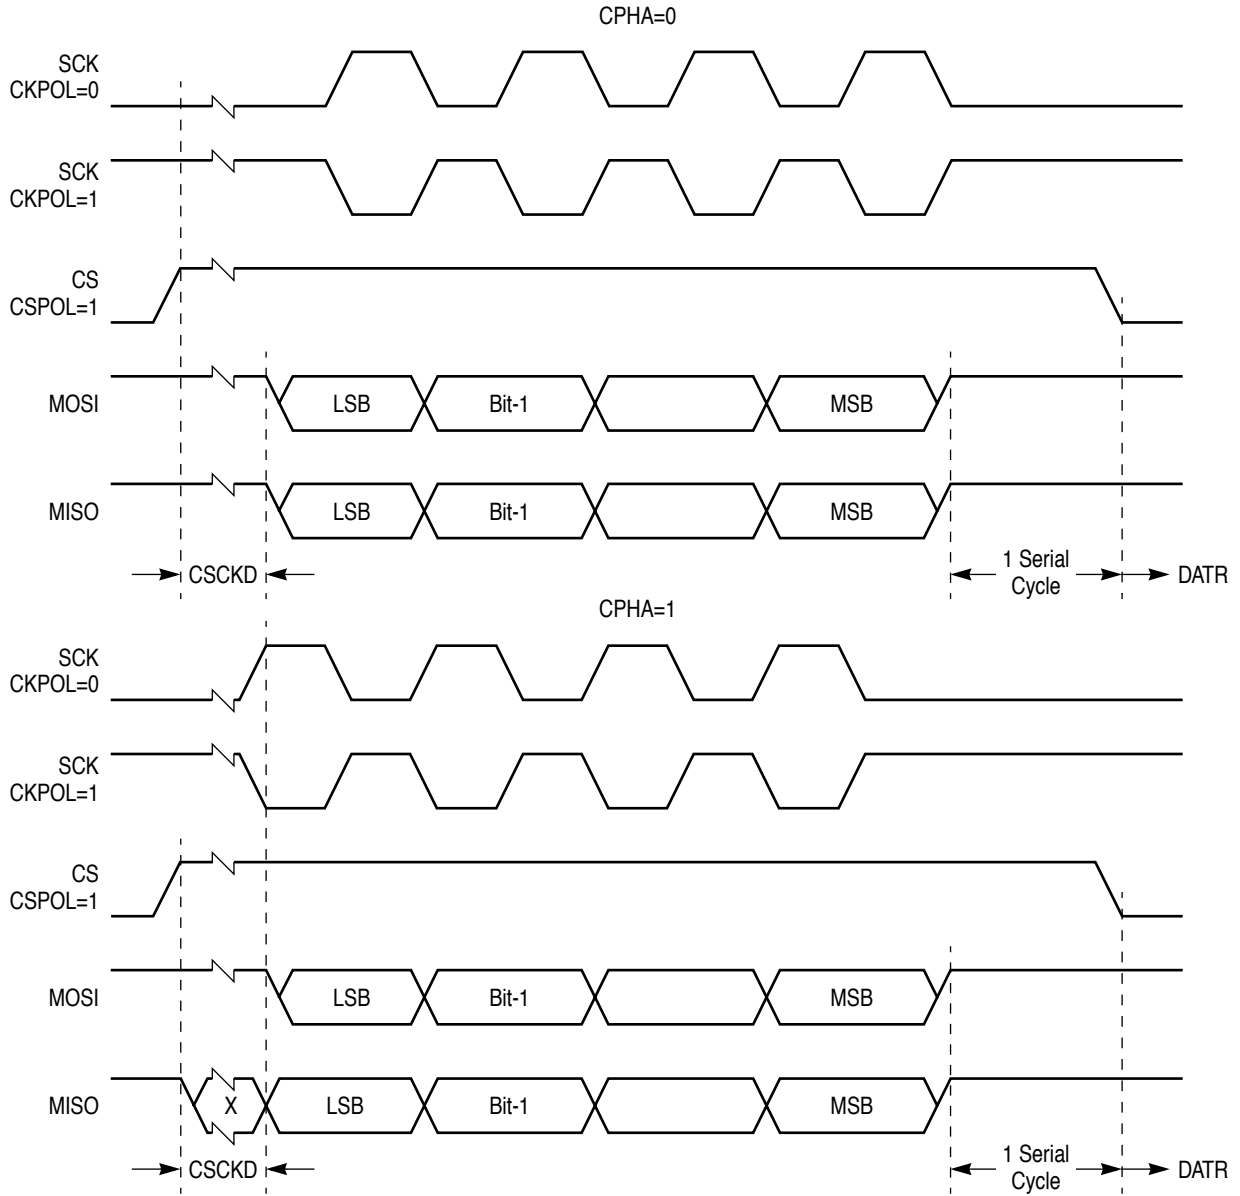 CPHA=0
SCK
CKPOL=0
SCK
CKPOL=1
CS
CSPOL=1
MOSI
LSB
Bit-1
MSB
MISO
LSB
Bit-1
MSB
CSCKD
1 Serial
Cycle
DATR
CPHA=1
SCK
CKPOL=0
SCK
CKPOL=1
CS
CSPOL=1
MOSI
LSB
Bit-1
MSB
MISO
X
LSB
Bit-1
MSB
CSCKD
1 Serial
Cycle
DATR